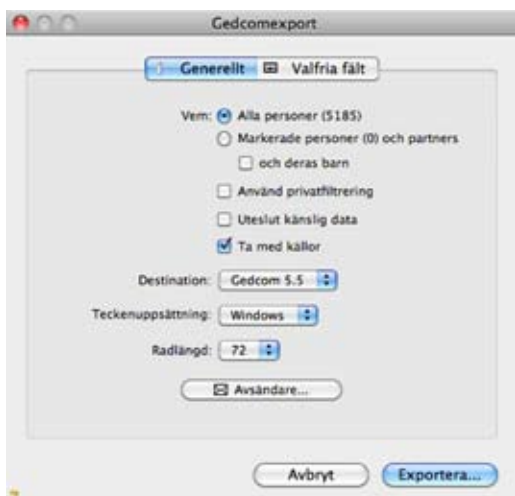 Gedcomexport
Generellt Valfria fält
Vem: Alla personer (5185)
Markerade personer (0) och partners
och deras barn
Använd privatfiltrering
Uteslut känslig data
Ta med källor
Destination: Gedcom 5.5
Teckenuppsättning: Windows
Radlängd: 72
Avsändare...
Avbryt Exportera...